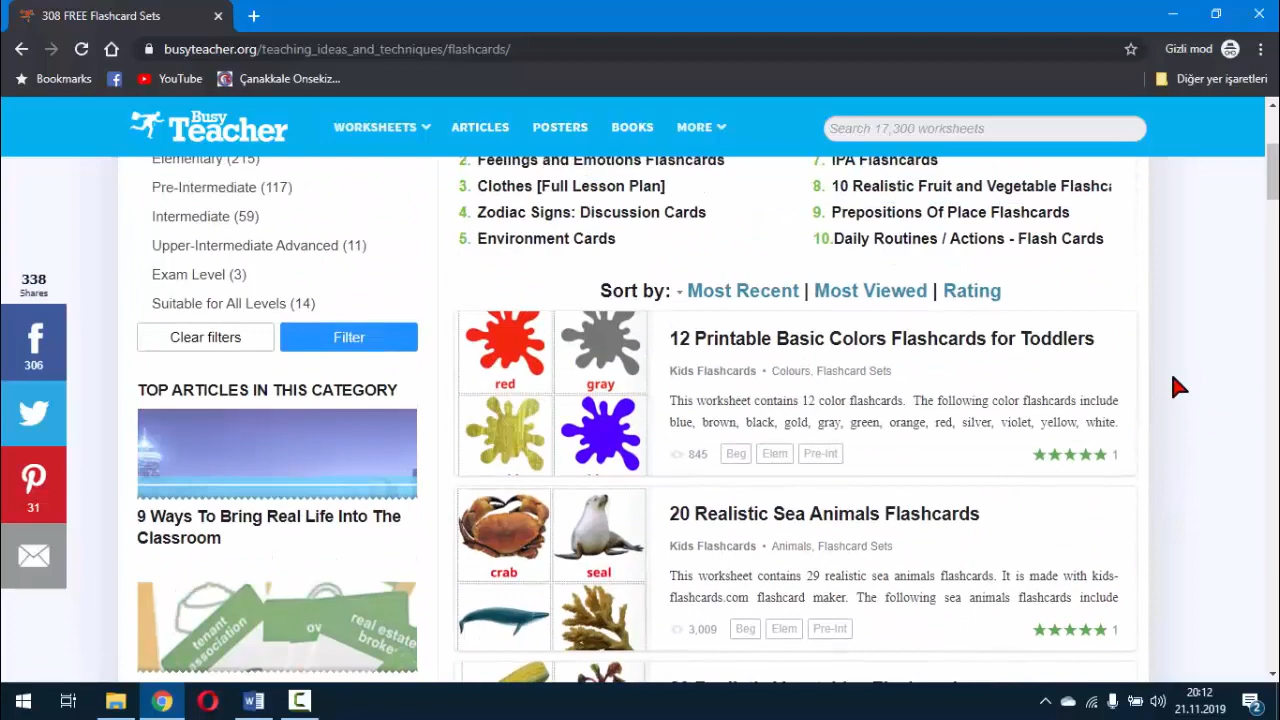 308 FREE Flashcard Sets
busyteacher.org/teaching_ideas_and_techniques/flashcards/
Gizli mod
Bookmarks
YouTube
Çanakkale Onsekiz...
Diğer yer işaretleri
Busy Teacher
WORKSHEETS
ARTICLES
POSTERS
BOOKS
MORE
Search 17,300 worksheets
Elementary (215)
Pre-Intermediate (117)
Intermediate (59)
Upper-Intermediate Advanced (11)
Exam Level (3)
Suitable for All Levels (14)
Clear filters
Filter
2. Feelings and Emotions Flashcards
3. Clothes [Full Lesson Plan]
4. Zodiac Signs: Discussion Cards
5. Environment Cards
7. IPA Flashcards
8. 10 Realistic Fruit and Vegetable Flashc
9. Prepositions Of Place Flashcards
10. Daily Routines / Actions - Flash Cards
338
Shares
306
31
TOP ARTICLES IN THIS CATEGORY
9 Ways To Bring Real Life Into The
Classroom
tenant
association
real estate
broke
Sort by: - Most Recent | Most Viewed | Rating
red
gray
12 Printable Basic Colors Flashcards for Toddlers
Kids Flashcards • Colours, Flashcard Sets
This worksheet contains 12 color flashcards. The following color flashcards include
blue, brown, black, gold, gray, green, orange, red, silver, violet, yellow, white.
845
Beg
Elem
Pre-int
1
crab
seal
20 Realistic Sea Animals Flashcards
Kids Flashcards • Animals, Flashcard Sets
This worksheet contains 29 realistic sea animals flashcards. It is made with kids-
flashcards.com flashcard maker. The following sea animals flashcards include
3,009
Beg
Elem
Pre-Int
1
20:12
21.11.2019
2